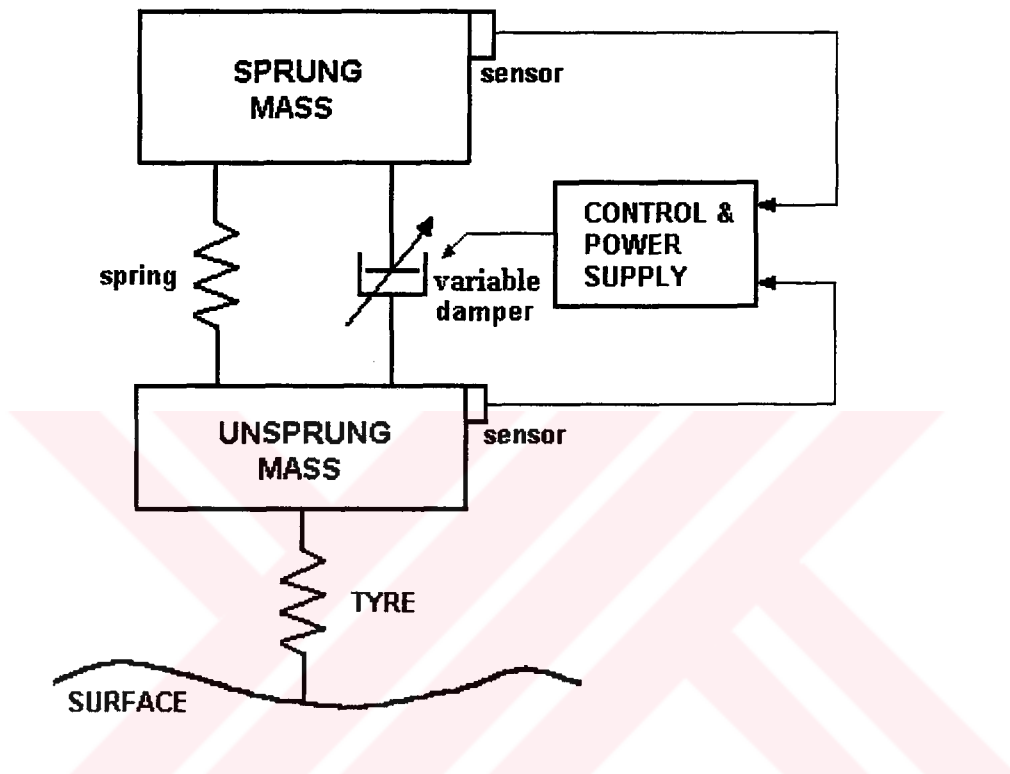 SPRUNG
MASS
sensor
CONTROL &
POWER
SUPPLY
spring
variable
damper
UNSPRUNG
MASS
sensor
TYRE
SURFACE